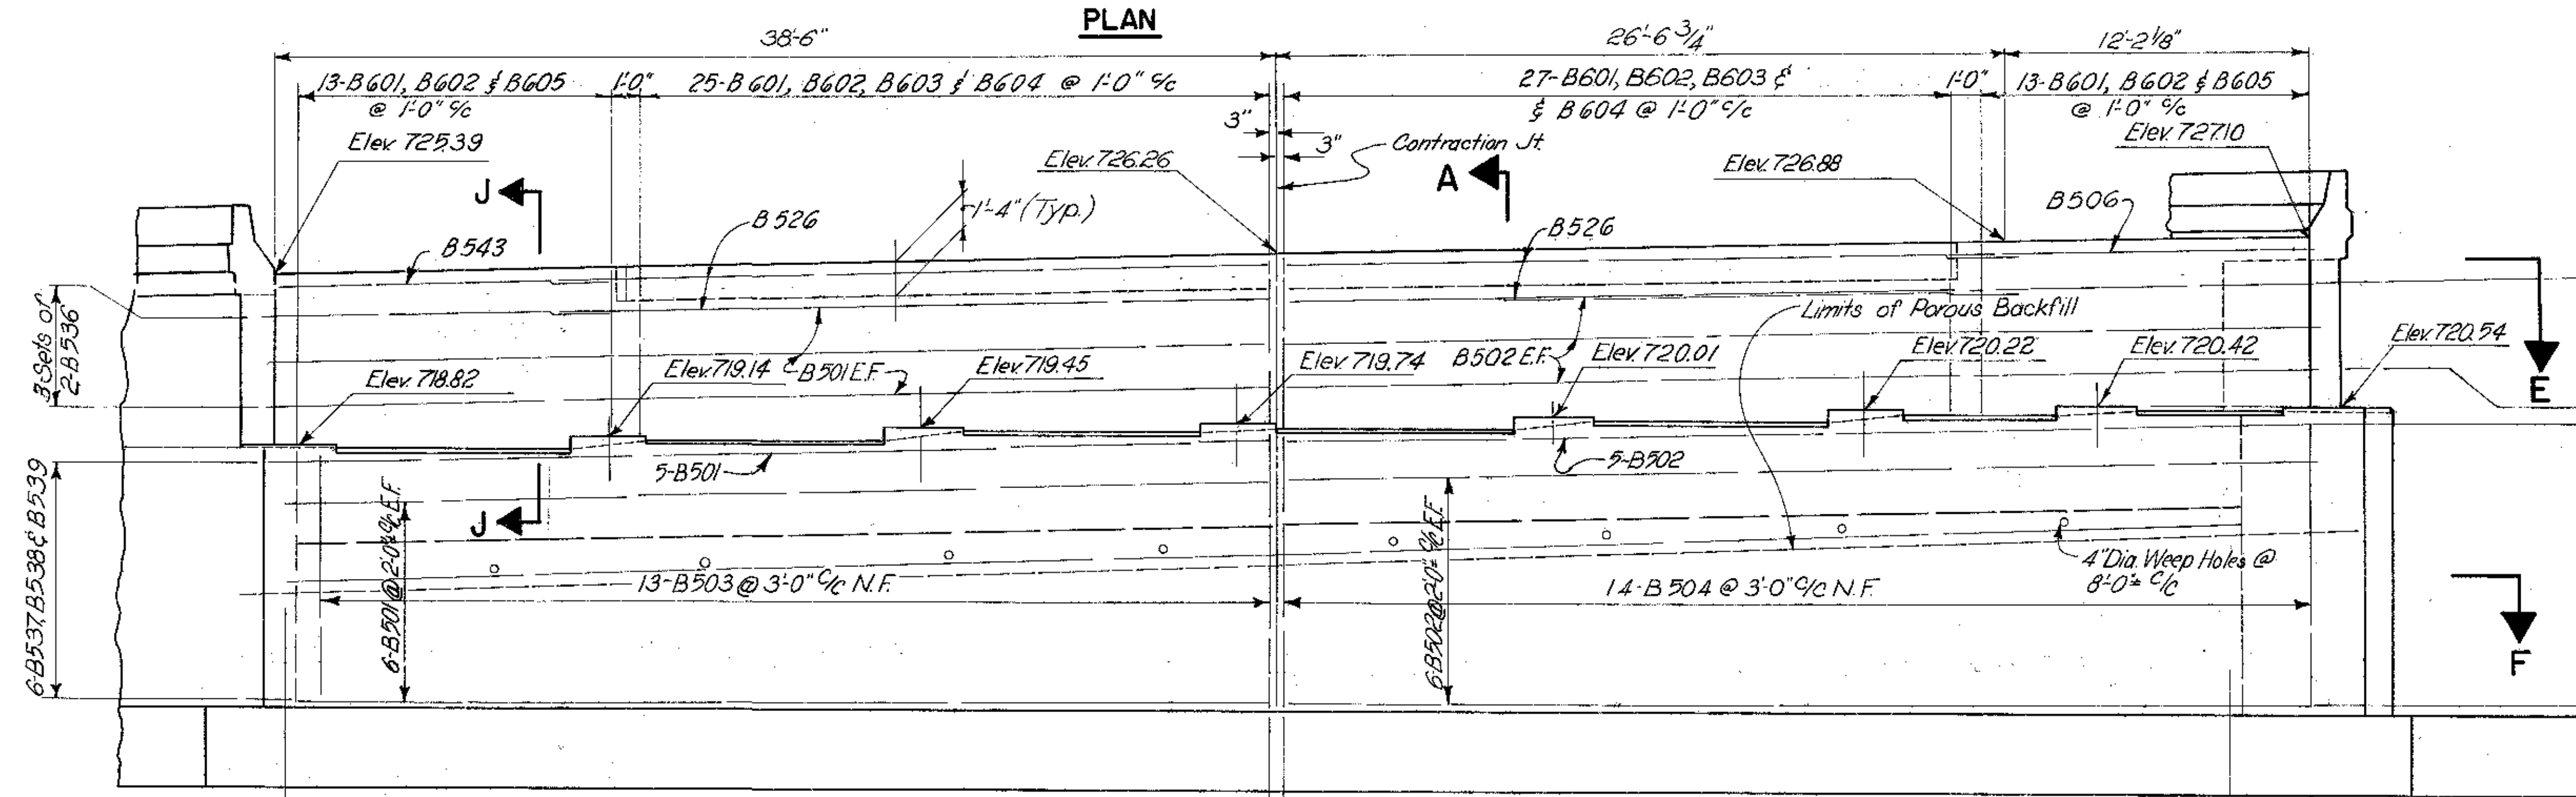 PLAN
38'-6"
26'-6 3/4"
12'-2 1/8"
13-B601, B602 & B605
@ 1'-0" c/c
1'-0"
25-B601, B602, B603 & B604 @ 1'-0" c/c
27-B601, B602, B603 &
& B604 @ 1'-0" c/c
1'-0"
13-B601, B602 & B605
@ 1'-0" c/c
3"
3"
Contraction Jt.
Elev. 725.39
Elev. 726.26
Elev. 726.88
Elev. 727.10
J
A
1'-4" (Typ.)
B526
B526
B506
B543
3-Sets of
2-B536
Limits of Porous Backfill
Elev. 718.82
Elev. 719.14
B501 E.F.
Elev. 719.45
Elev. 719.74
B502 E.F.
Elev. 720.01
Elev. 720.22
Elev. 720.42
Elev. 720.54
E
5-B501
5-B502
J
6-B537, B538 & B539
6-B501 @ 2'-0"± c/c E.F.
6-B502 @ 2'-0"± c/c E.F.
13-B503 @ 3'-0" c/c N.F.
14-B504 @ 3'-0" c/c N.F.
4" Dia. Weep Holes @
8'-0"± c/c
F